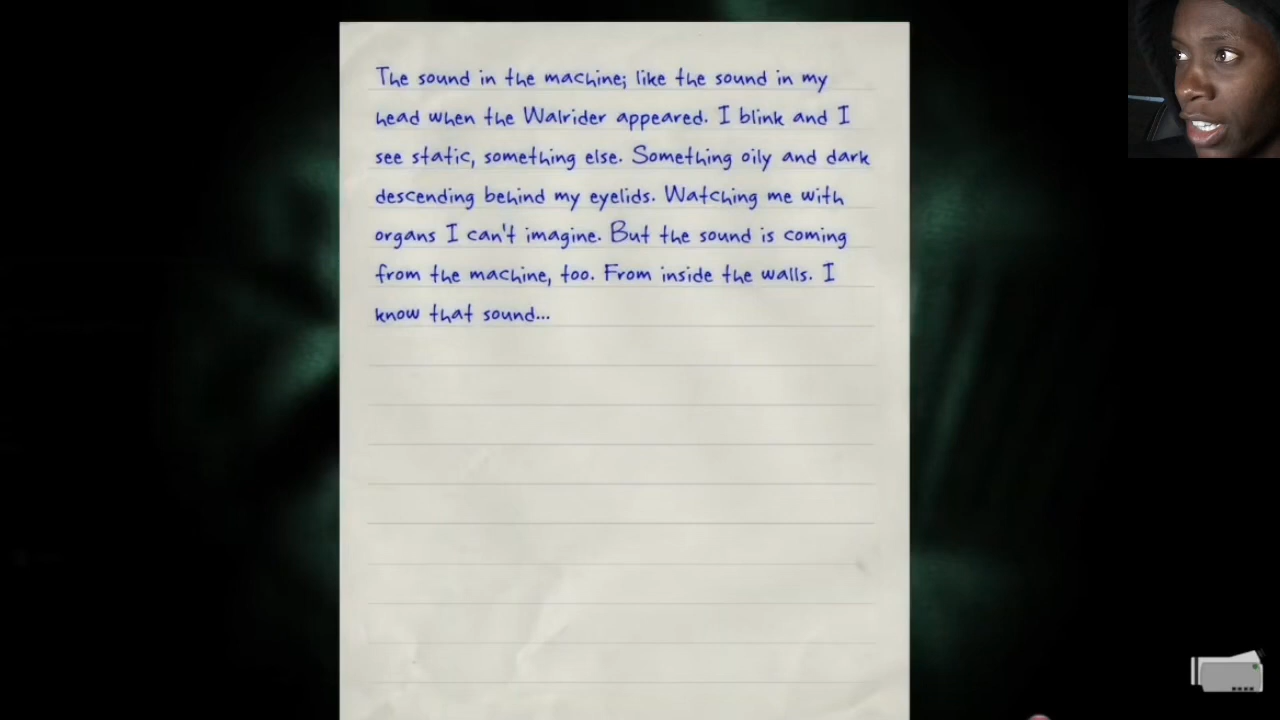 The sound in the machine; like the sound in my
head when the Walrider appeared. I blink and I
see static, something else. Something oily and dark
descending behind my eyelids. Watching me with
organs I can't imagine. But the sound is coming
from the machine, too. From inside the walls. I
know that sound...